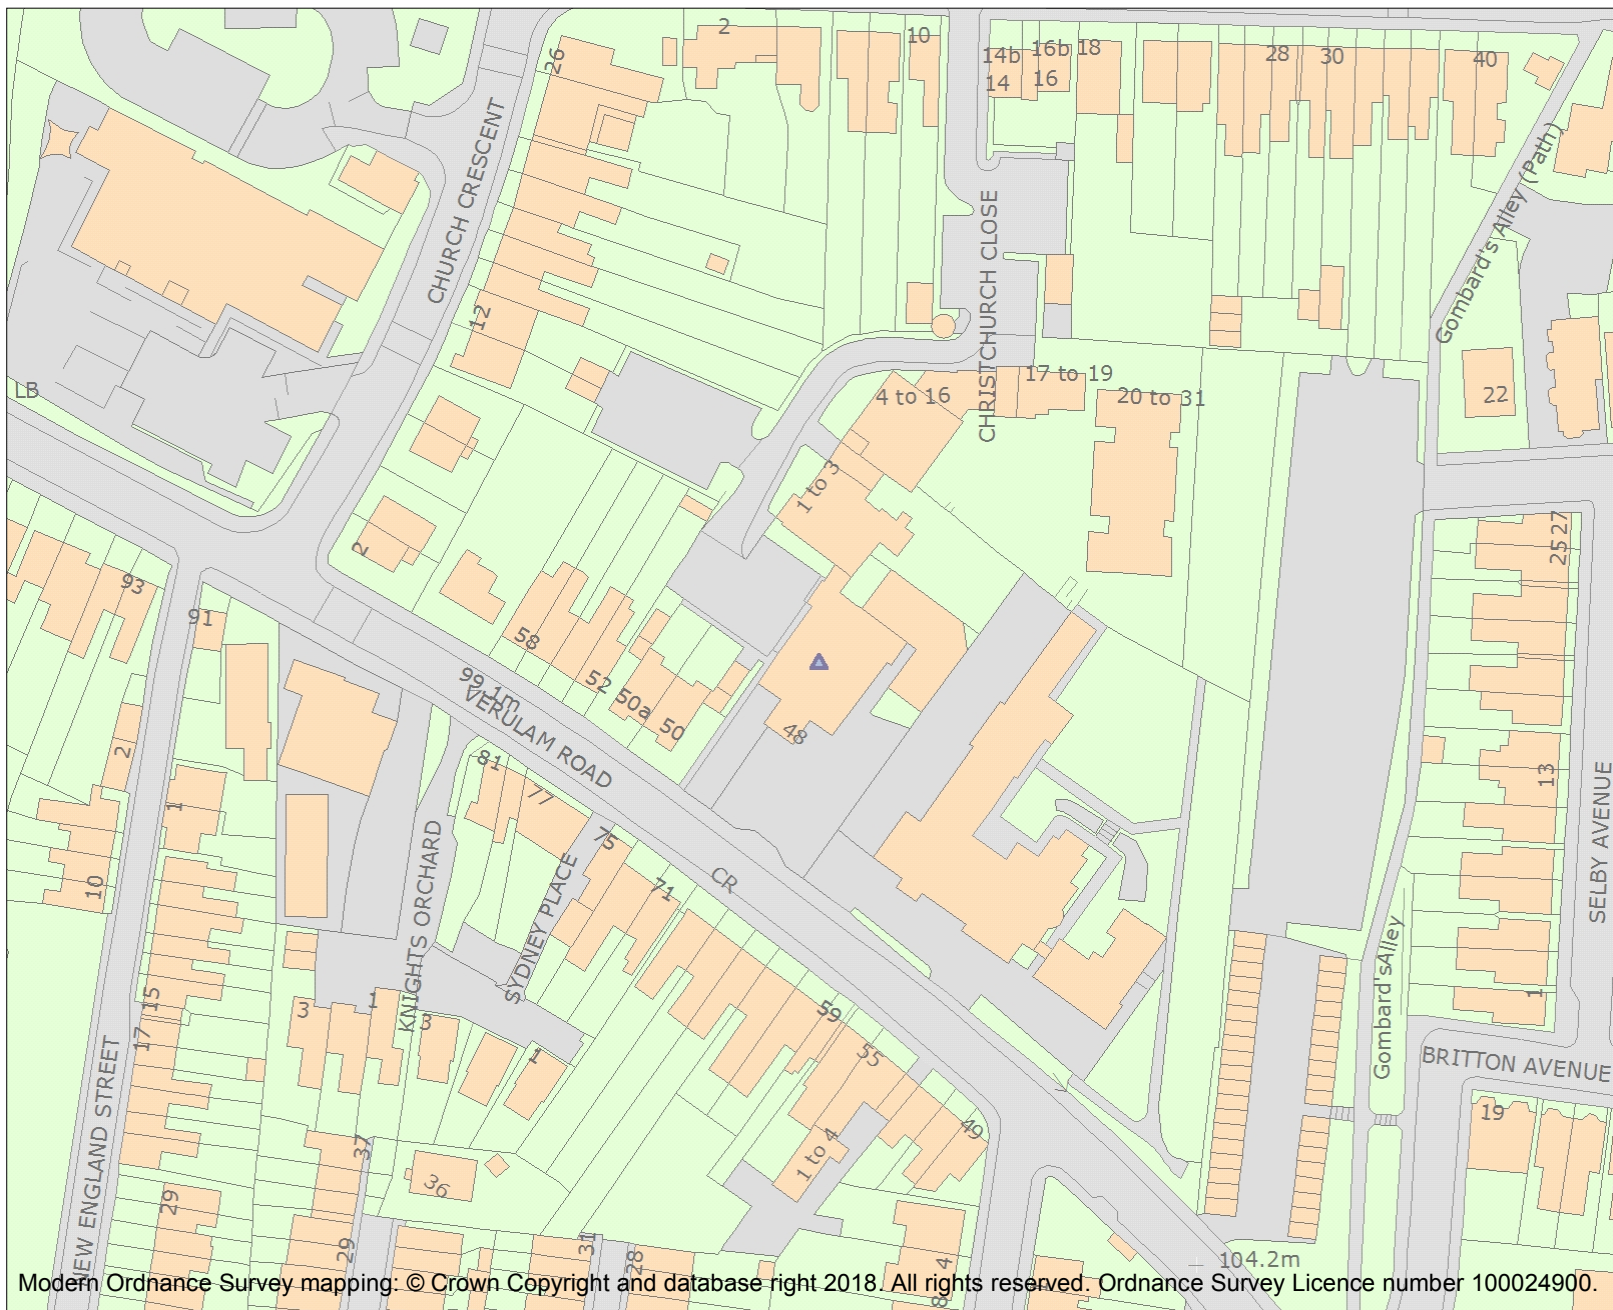 2
10
14b 16b 18
14 16
28 30
40
26
CHURCH CRESCENT
Gombard's Alley (Path)
CHRISTCHURCH CLOSE
12
LB
4 to 16
17 to 19
20 to 31
22
1 to 3
2
93
91
25 27
58
52
50a
50
99.1m
VERULAM ROAD
48
81
77
75
71
CR
2
1
10
13
SELBY AVENUE
KNIGHTS ORCHARD
SYDNEY PLACE
15
17
3
1
3
1
59
55
49
Gombard's Alley
1
BRITTON AVENUE
19
NEW ENGLAND STREET
37
36
1 to 4
29
29
31
28
4
8
104.2m
Modern Ordnance Survey mapping: © Crown Copyright and database right 2018. All rights reserved. Ordnance Survey Licence number 100024900.